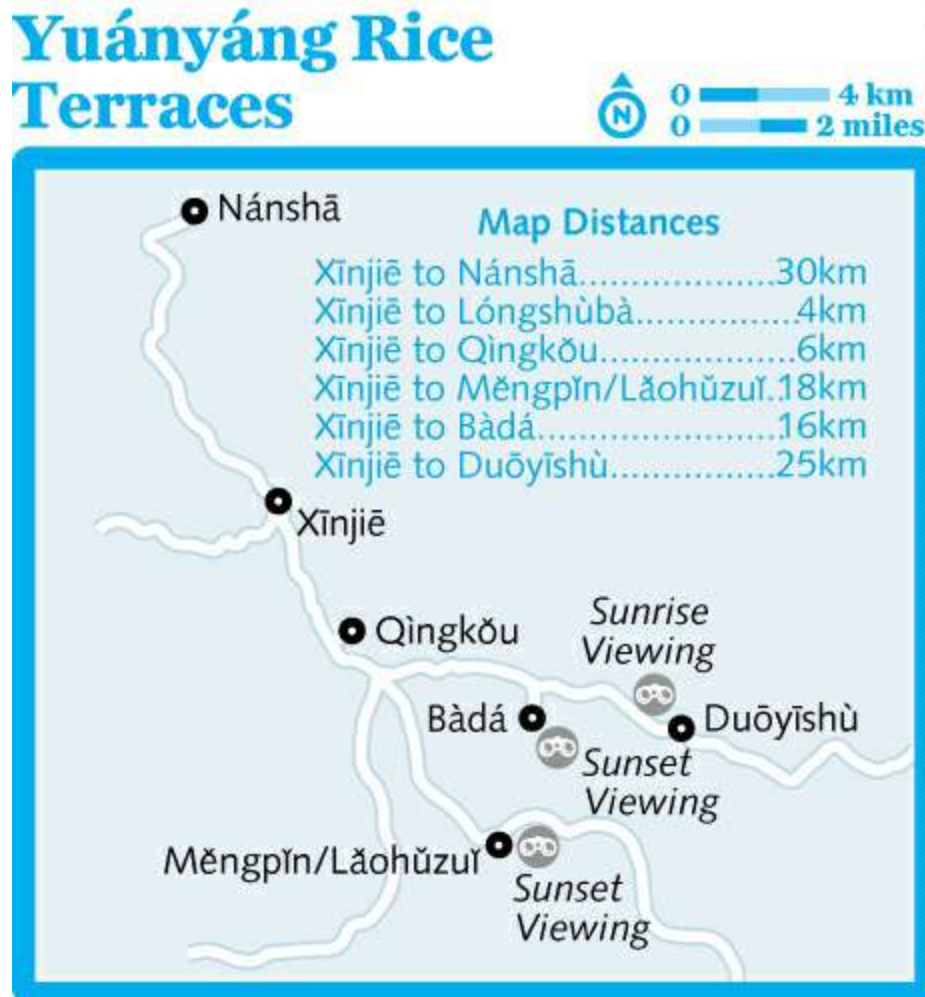 Yuányáng Rice
Terraces
N
0 4 km
0 2 miles
Nánshā
Map Distances
Xīnjiē to Nánshā...................30km
Xīnjiē to Lóngshùbà................4km
Xīnjiē to Qìngkǒu....................6km
Xīnjiē to Měngpǐn/Lǎohǔzuǐ..18km
Xīnjiē to Bàdá........................16km
Xīnjiē to Duōyīshù.................25km
Xīnjiē
Qìngkǒu
Sunrise
Viewing
Bàdá
Duōyīshù
Sunset
Viewing
Měngpǐn/Lǎohǔzuǐ
Sunset
Viewing